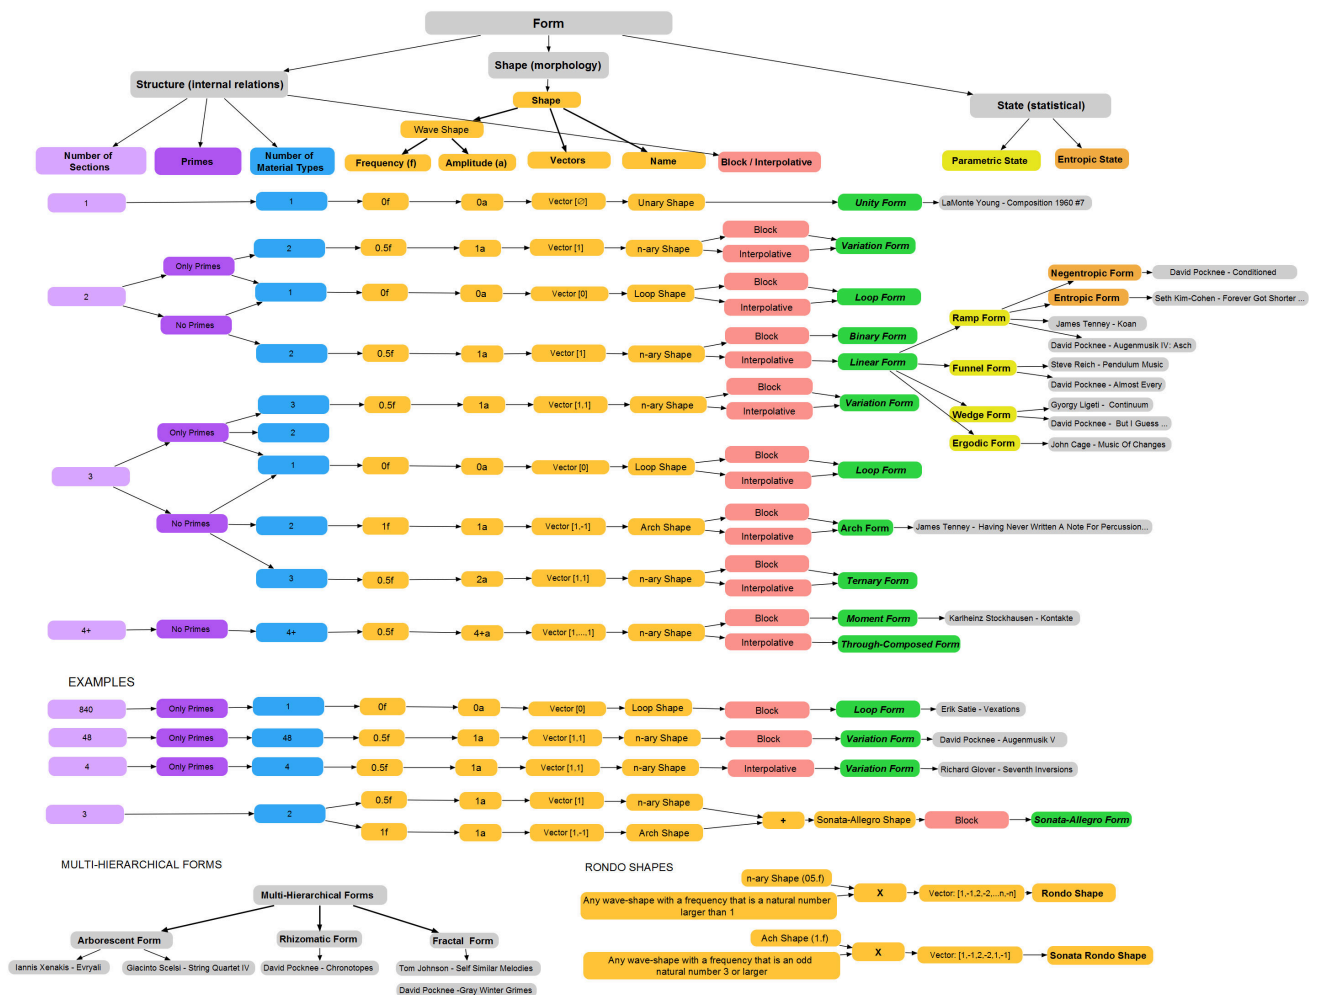 Form
Shape (morphology)
Structure (internal relations)
State (statistical)
Shape
Wave Shape
Number of
Sections
Primes
Number of
Material Types
Frequency (f)
Amplitude (a)
Vectors
Name
Block / Interpolative
Parametric State
Entropic State
1
1
0f
0a
Vector [∅]
Unary Shape
Unity Form
LaMonte Young - Composition 1960 #7
2
Only Primes
2
0.5f
1a
Vector [1]
n-ary Shape
Block
Interpolative
Variation Form
1
0f
0a
Vector [0]
Loop Shape
Block
Interpolative
Loop Form
No Primes
2
0.5f
1a
Vector [1]
n-ary Shape
Block
Interpolative
Binary Form
Linear Form
Negentropic Form
David Pocknee - Conditioned
Entropic Form
Seth Kim-Cohen - Forever Got Shorter ...
Ramp Form
James Tenney - Koan
David Pocknee - Augenmusik IV: Asch
Funnel Form
Steve Reich - Pendulum Music
David Pocknee - Almost Every
Wedge Form
Gyorgy Ligeti - Continuum
David Pocknee - But I Guess ...
Ergodic Form
John Cage - Music Of Changes
3
Only Primes
3
0.5f
1a
Vector [1,1]
n-ary Shape
Block
Interpolative
Variation Form
2
1
0f
0a
Vector [0]
Loop Shape
Block
Interpolative
Loop Form
No Primes
2
1f
1a
Vector [1,-1]
Arch Shape
Block
Interpolative
Arch Form
James Tenney - Having Never Written A Note For Percussion...
3
0.5f
2a
Vector [1,1]
n-ary Shape
Block
Interpolative
Ternary Form
4+
No Primes
4+
0.5f
4+a
Vector [1,...,1]
n-ary Shape
Block
Interpolative
Moment Form
Karlheinz Stockhausen - Kontakte
Through-Composed Form
EXAMPLES
840
Only Primes
1
0f
0a
Vector [0]
Loop Shape
Block
Loop Form
Erik Satie - Vexations
48
Only Primes
48
0.5f
1a
Vector [1,1]
n-ary Shape
Block
Variation Form
David Pocknee - Augenmusik V
4
Only Primes
4
0.5f
1a
Vector [1,1]
n-ary Shape
Interpolative
Variation Form
Richard Glover - Seventh Inversions
3
2
0.5f
1a
Vector [1]
n-ary Shape
1f
1a
Vector [1,-1]
Arch Shape
+
Sonata-Allegro Shape
Block
Sonata-Allegro Form
MULTI-HIERARCHICAL FORMS
Multi-Hierarchical Forms
Arborescent Form
Rhizomatic Form
Fractal Form
Iannis Xenakis - Evryali
Giacinto Scelsi - String Quartet IV
David Pocknee - Chronotopes
Tom Johnson - Self Similar Melodies
David Pocknee -Gray Winter Grimes
RONDO SHAPES
n-ary Shape (05.f)
Any wave-shape with a frequency that is a natural number
larger than 1
X
Vector: [1,-1,2,-2,...n,-n]
Rondo Shape
Ach Shape (1.f)
Any wave-shape with a frequency that is an odd
natural number 3 or larger
X
Vector: [1,-1,2,-2,1,-1]
Sonata Rondo Shape